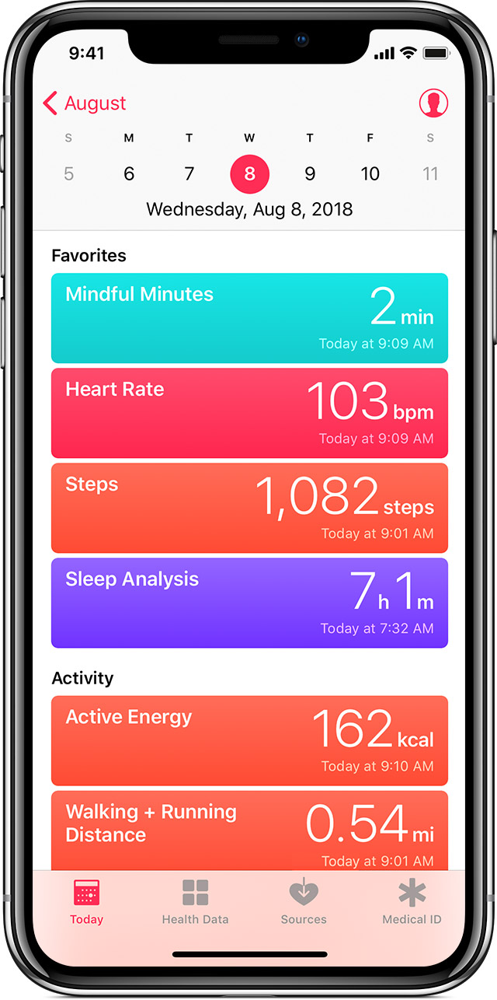 9:41
August
S M T W T F S
5 6 7 8 9 10 11
Wednesday, Aug 8, 2018
Favorites
Mindful Minutes
2 min
Today at 9:09 AM
Heart Rate
103 bpm
Today at 9:09 AM
Steps
1,082 steps
Today at 9:01 AM
Sleep Analysis
7 h 1 m
Today at 7:32 AM
Activity
Active Energy
162 kcal
Today at 9:10 AM
Walking + Running
Distance
0.54 mi
Today at 9:01 AM
Today Health Data Sources Medical ID